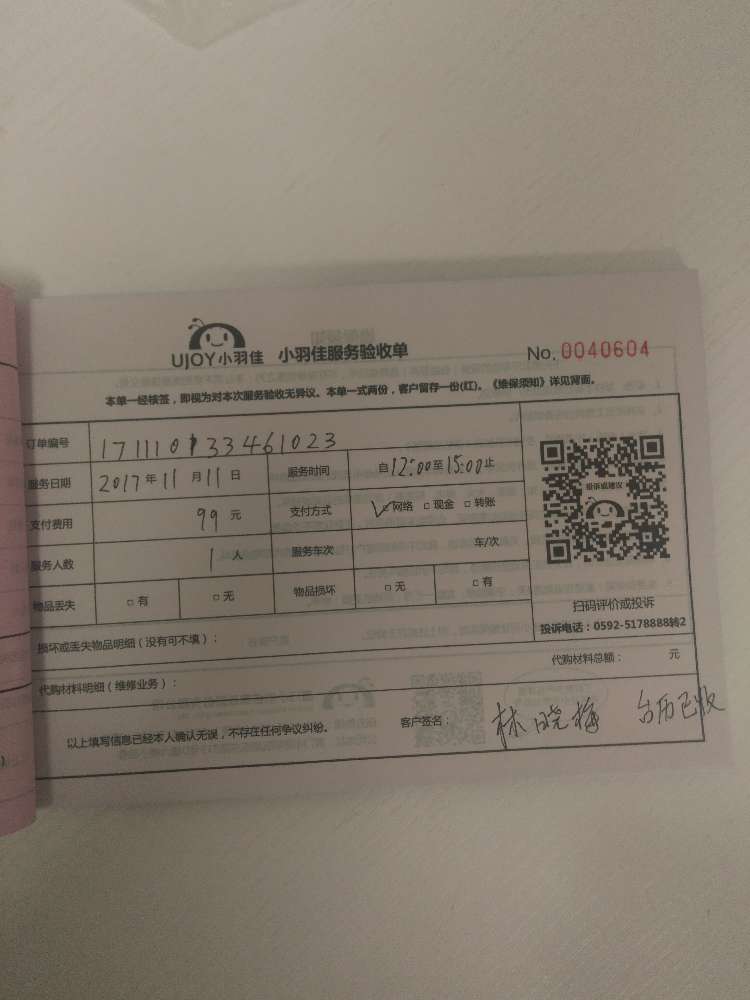 UJOY小羽佳 小羽佳服务验收单 No. 0040604
本单一经核签，即视为对本次服务验收无异议。本单一式两份，客户留存一份(红)。《维保须知》详见背面。
订单编号 171110133461023
服务日期 2017年11月11日 服务时间 自12:00至15:00止
支付费用 99元 支付方式 ☑网络 □现金 □转账
服务人数 1人 服务车次 车/次
物品丢失 □有 □无 物品损坏 □无 □有
投诉或建议
扫码评价或投诉
投诉电话：0592-5178888转2
损坏或丢失物品明细（没有可不填）：
代购材料明细（维修业务）： 代购材料总额： 元
以上填写信息已经本人确认无误，不存在任何争议纠纷。 客户签名： 林晓梅 台历已收